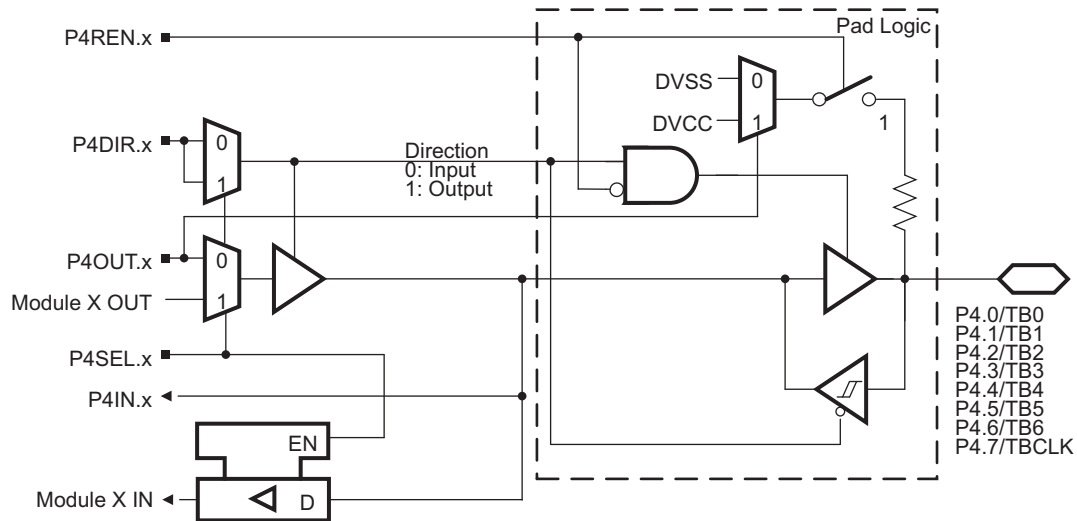 Pad Logic
P4REN.x
DVSS
0
DVCC
1
1
P4DIR.x
0
1
Direction
0: Input
1: Output
P4OUT.x
0
Module X OUT
1
P4SEL.x
P4IN.x
EN
Module X IN
D
P4.0/TB0
P4.1/TB1
P4.2/TB2
P4.3/TB3
P4.4/TB4
P4.5/TB5
P4.6/TB6
P4.7/TBCLK